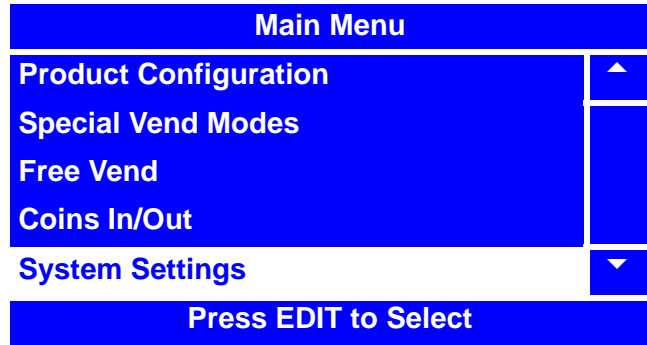 Main Menu
Product Configuration
Special Vend Modes
Free Vend
Coins In/Out
System Settings
Press EDIT to Select